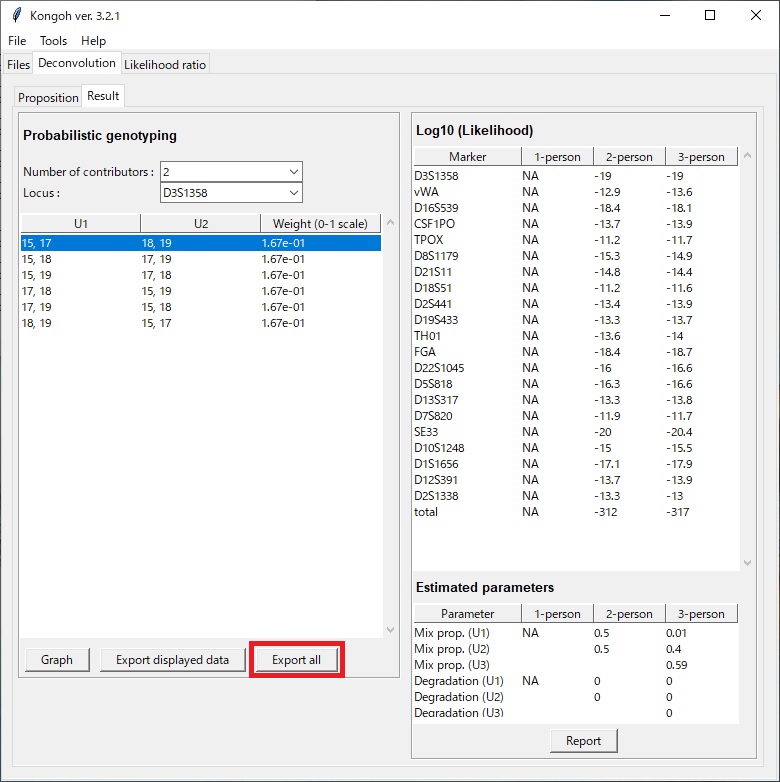 Kongoh ver. 3.2.1
File Tools Help
Files Deconvolution Likelihood ratio
Proposition Result
Probabilistic genotyping
Number of contributors : 2
Locus : D3S1358
U1 U2 Weight (0-1 scale)
15, 17 18, 19 1.67e-01
15, 18 17, 19 1.67e-01
15, 19 17, 18 1.67e-01
17, 18 15, 19 1.67e-01
17, 19 15, 18 1.67e-01
18, 19 15, 17 1.67e-01
Graph Export displayed data Export all
Log10 (Likelihood)
Marker 1-person 2-person 3-person
D3S1358 NA -19 -19
vWA NA -12.9 -13.6
D16S539 NA -18.4 -18.1
CSF1PO NA -13.7 -13.9
TPOX NA -11.2 -11.7
D8S1179 NA -15.3 -14.9
D21S11 NA -14.8 -14.4
D18S51 NA -11.2 -11.6
D2S441 NA -13.4 -13.9
D19S433 NA -13.3 -13.7
TH01 NA -13.6 -14
FGA NA -18.4 -18.7
D22S1045 NA -16 -16.6
D5S818 NA -16.3 -16.6
D13S317 NA -13.3 -13.8
D7S820 NA -11.9 -11.7
SE33 NA -20 -20.4
D10S1248 NA -15 -15.5
D1S1656 NA -17.1 -17.9
D12S391 NA -13.7 -13.9
D2S1338 NA -13.3 -13
total NA -312 -317
Estimated parameters
Parameter 1-person 2-person 3-person
Mix prop. (U1) NA 0.5 0.01
Mix prop. (U2) 0.5 0.4
Mix prop. (U3) 0.59
Degradation (U1) NA 0 0
Degradation (U2) 0 0
Degradation (U3) 0
Report